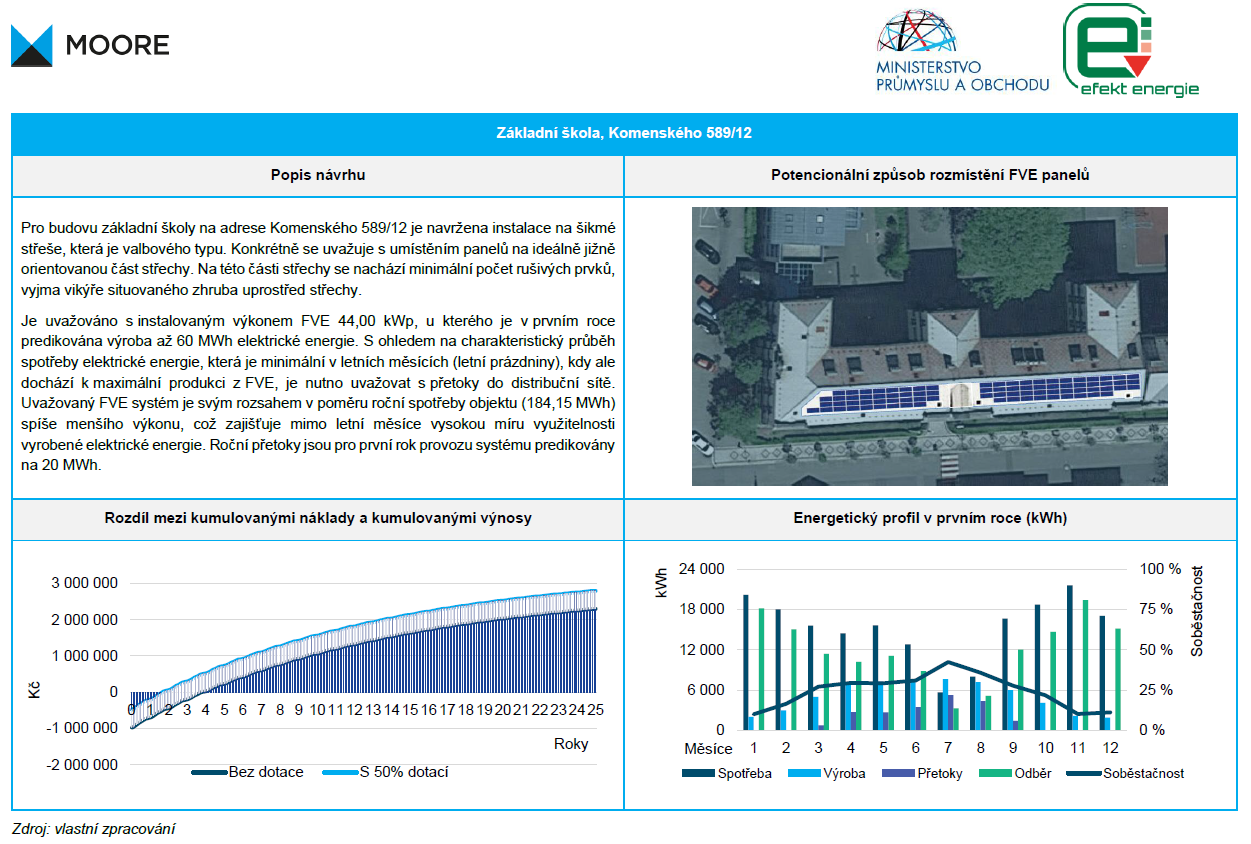 MOORE
MINISTERSTVO
PRŮMYSLU A OBCHODU
efekt energie
Základní škola, Komenského 589/12
Popis návrhu
Potencionální způsob rozmístění FVE panelů
Pro budovu základní školy na adrese Komenského 589/12 je navržena instalace na šikmé
střeše, která je valbového typu. Konkrétně se uvažuje s umístěním panelů na ideálně jižně
orientovanou část střechy. Na této části střechy se nachází minimální počet rušivých prvků,
vyjma vikýře situovaného zhruba uprostřed střechy.
Je uvažováno s instalovaným výkonem FVE 44,00 kWp, u kterého je v prvním roce
predikována výroba až 60 MWh elektrické energie. S ohledem na charakteristický průběh
spotřeby elektrické energie, která je minimální v letních měsících (letní prázdniny), kdy ale
dochází k maximální produkci z FVE, je nutno uvažovat s přetoky do distribuční sítě.
Uvažovaný FVE systém je svým rozsahem v poměru roční spotřeby objektu (184,15 MWh)
spíše menšího výkonu, což zajišťuje mimo letní měsíce vysokou míru využitelnosti
vyrobené elektrické energie. Roční přetoky jsou pro první rok provozu systému predikovány
na 20 MWh.
Rozdíl mezi kumulovanými náklady a kumulovanými výnosy
Kč
3 000 000
2 000 000
1 000 000
0
-1 000 000
-2 000 000
0 1 2 3 4 5 6 7 8 9 10 11 12 13 14 15 16 17 18 19 20 21 22 23 24 25
Roky
Bez dotace S 50% dotací
Energetický profil v prvním roce (kWh)
kWh
24 000
18 000
12 000
6 000
0
100 %
75 %
50 %
25 %
0 %
Soběstačnost
Měsíce 1 2 3 4 5 6 7 8 9 10 11 12
Spotřeba Výroba Přetoky Odběr Soběstačnost
Zdroj: vlastní zpracování